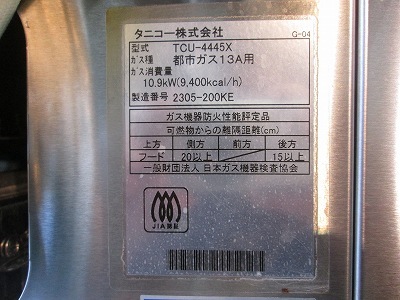 タニコー株式会社 G-04
型式 TCU-4445X
ガス種 都市ガス13A用
ガス消費量
10.9kW(9,400kcal/h)
製造番号 2305-200KE
ガス機器防火性能評定品
可燃物からの離隔距離(cm)
上方 側方 前方 後方
フード 20以上 15以上
一般財団法人 日本ガス機器検査協会
JIA認証